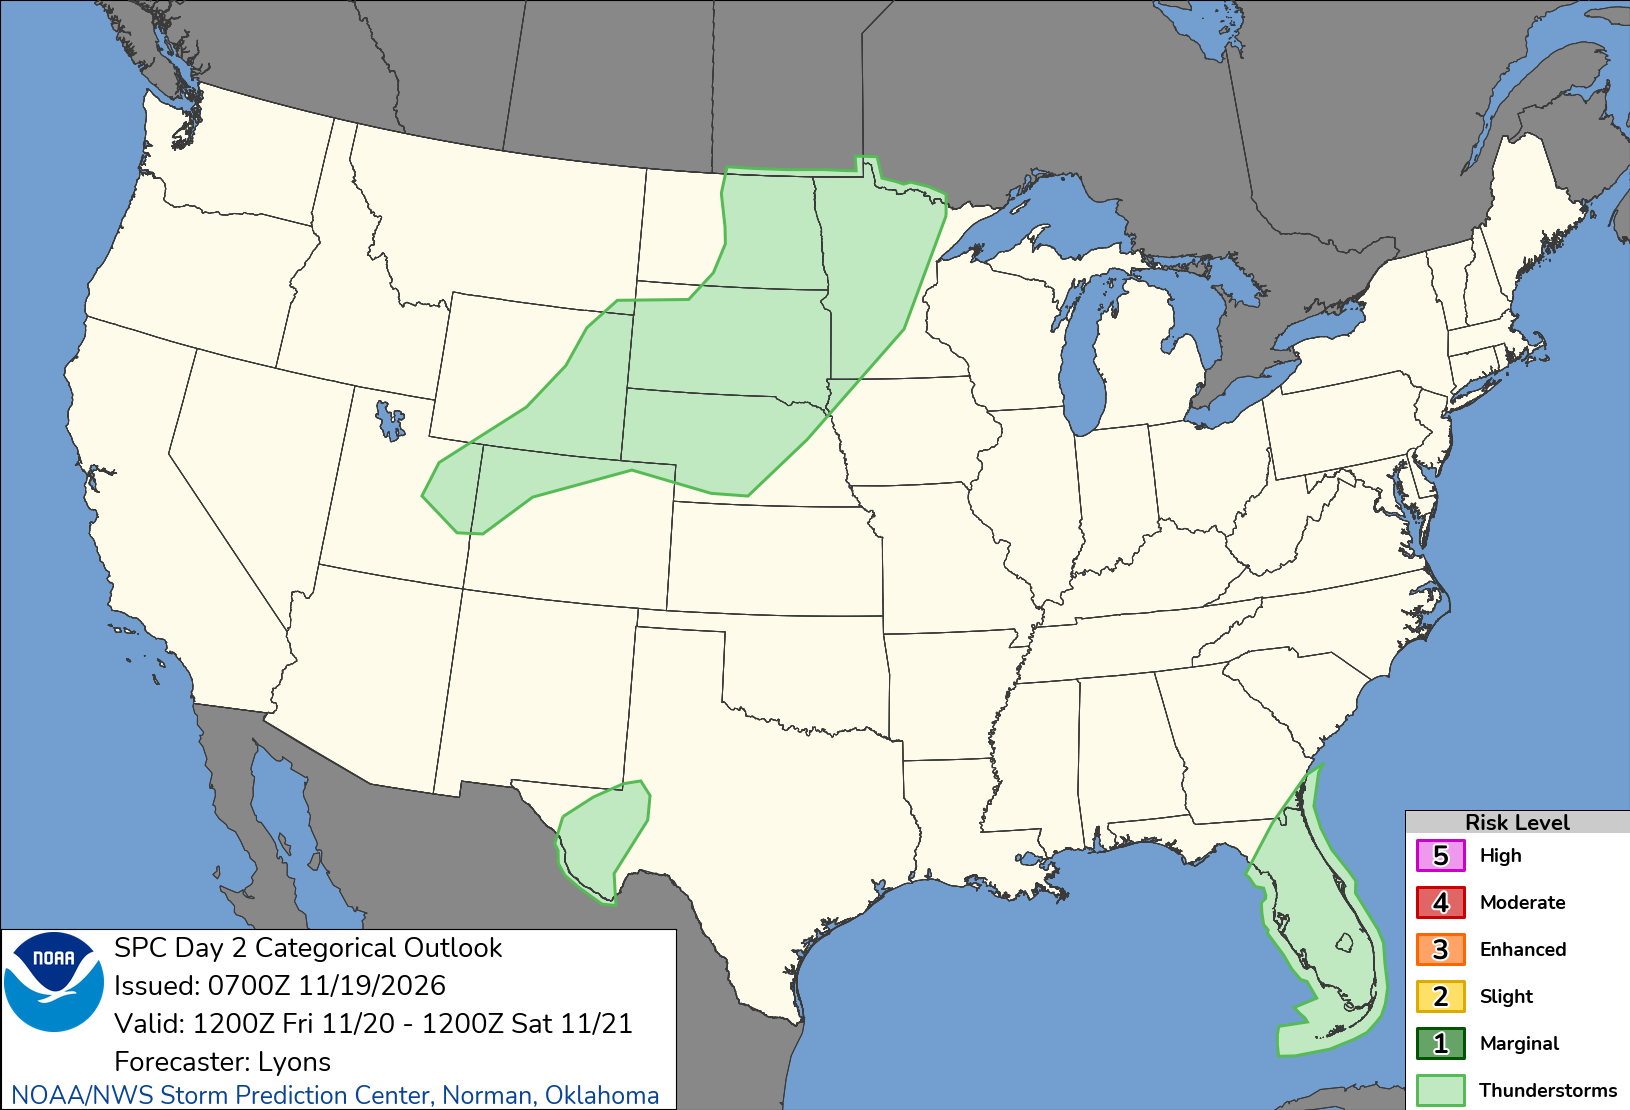 Risk Level
5 High
4 Moderate
3 Enhanced
2 Slight
1 Marginal
Thunderstorms
NOAA
SPC Day 2 Categorical Outlook
Issued: 0700Z 11/19/2026
Valid: 1200Z Fri 11/20 - 1200Z Sat 11/21
Forecaster: Lyons
NOAA/NWS Storm Prediction Center, Norman, Oklahoma